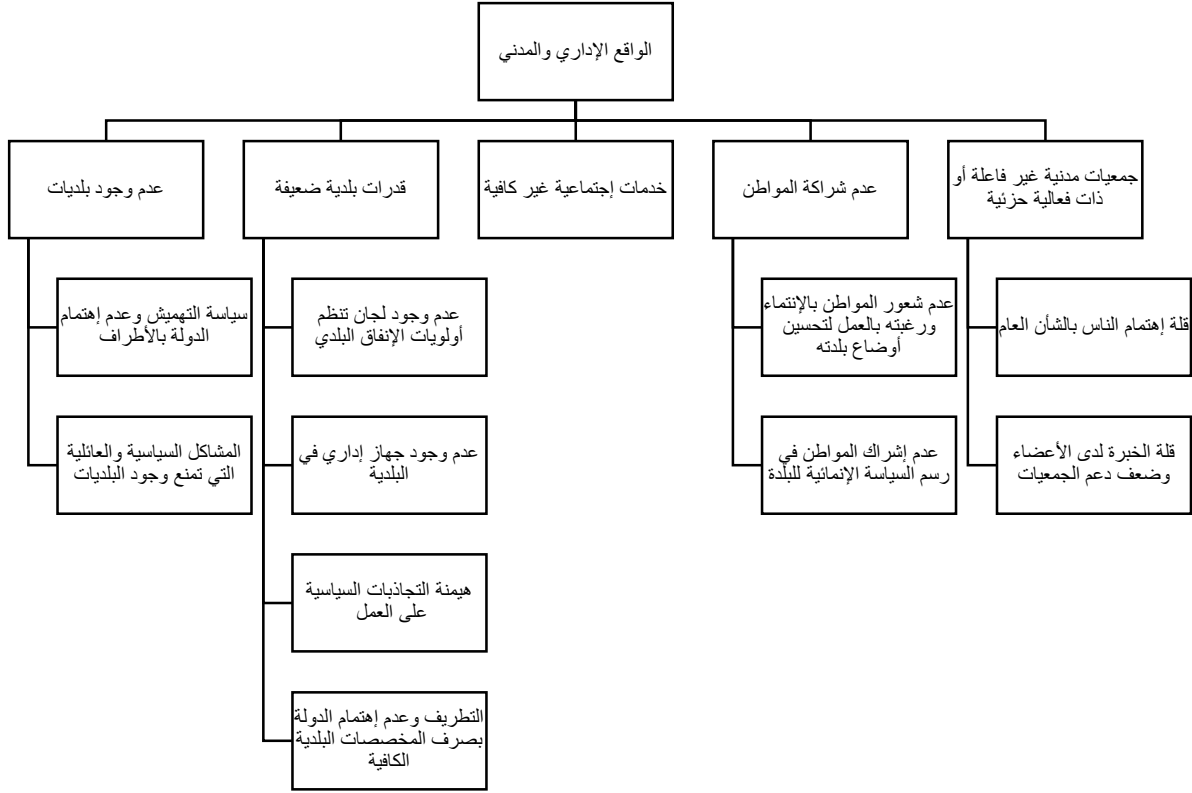 الواقع الإداري والمدني
جمعيات مدنية غير فاعلة أو
ذات فعالية حزئية
عدم شراكة المواطن
خدمات إجتماعية غير كافية
قدرات بلدية ضعيفة
عدم وجود بلديات
قلة إهتمام الناس بالشأن العام
قلة الخبرة لدى الأعضاء
وضعف دعم الجمعيات
عدم شعور المواطن بالإنتماء
ورغبته بالعمل لتحسين
أوضاع بلدته
عدم إشراك المواطن في
رسم السياسة الإنمائية للبلدة
عدم وجود لجان تنظم
أولويات الإنفاق البلدي
عدم وجود جهاز إداري في
البلدية
هيمنة التجاذبات السياسية
على العمل
التطريف وعدم إهتمام الدولة
بصرف المخصصات البلدية
الكافية
سياسة التهميش وعدم إهتمام
الدولة بالأطراف
المشاكل السياسية والعائلية
التي تمنع وجود البلديات